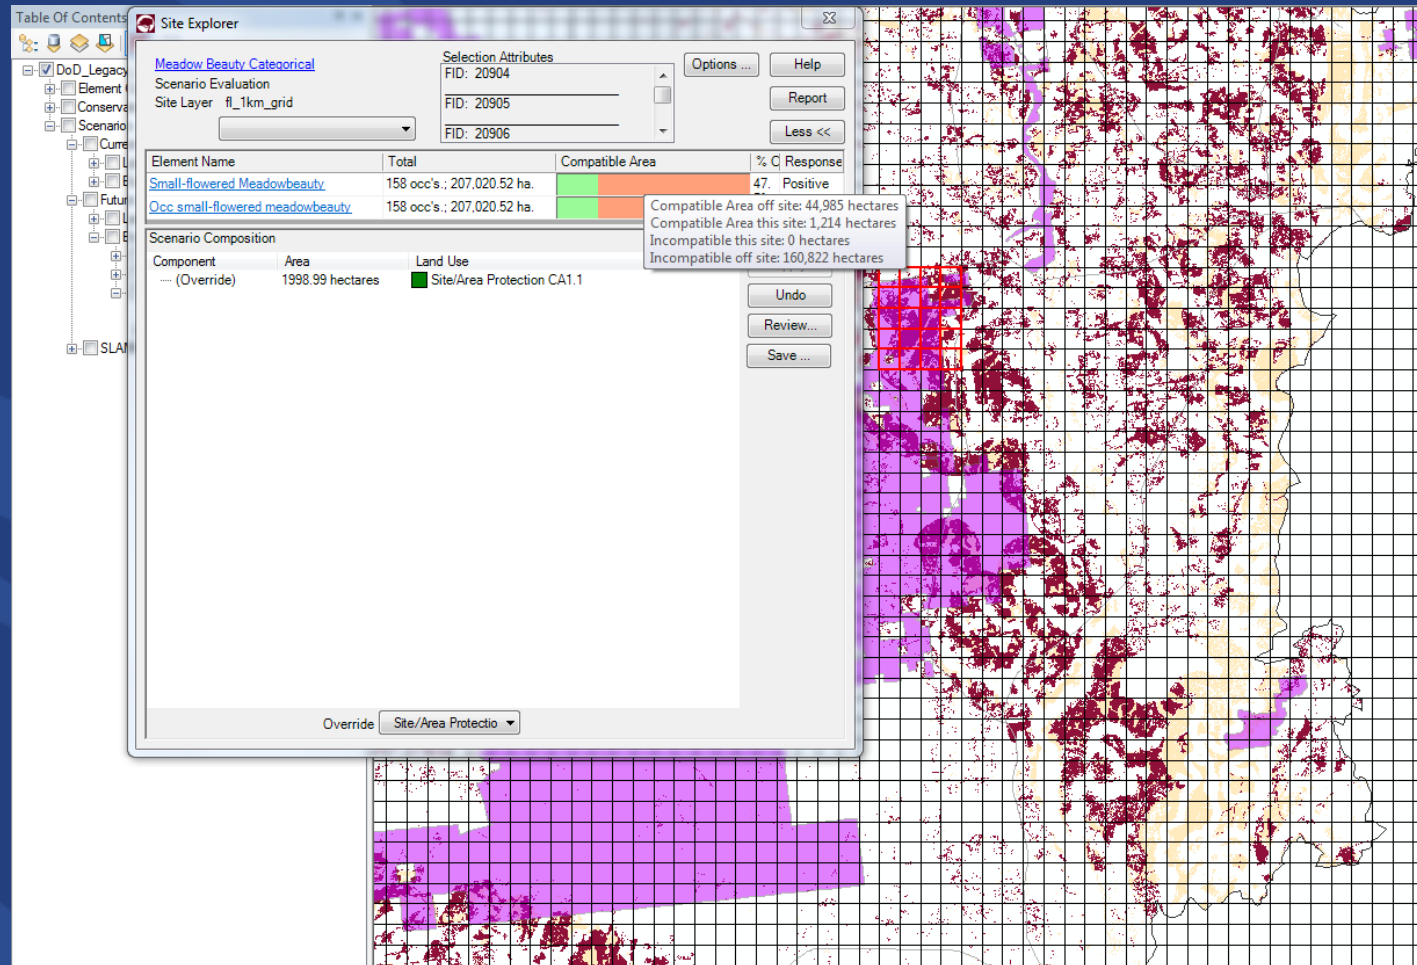 Table Of Contents
Site Explorer
DoD_Legacy
Element
Conserva
Scenario
Curre
L
E
Futur
L
E
SLAM
Meadow Beauty Categorical
Scenario Evaluation
Site Layer fl_1km_grid
Selection Attributes
FID: 20904
FID: 20905
FID: 20906
Options ...
Help
Report
Less <<
Element Name Total Compatible Area % C Response
Small-flowered Meadowbeauty 158 occ's.; 207,020.52 ha. 47. Positive
Occ small-flowered meadowbeauty 158 occ's.; 207,020.52 ha.
Compatible Area off site: 44,985 hectares
Compatible Area this site: 1,214 hectares
Incompatible this site: 0 hectares
Incompatible off site: 160,822 hectares
Scenario Composition
Component Area Land Use
(Override) 1998.99 hectares Site/Area Protection CA1.1
Undo
Review...
Save ...
Override Site/Area Protectio